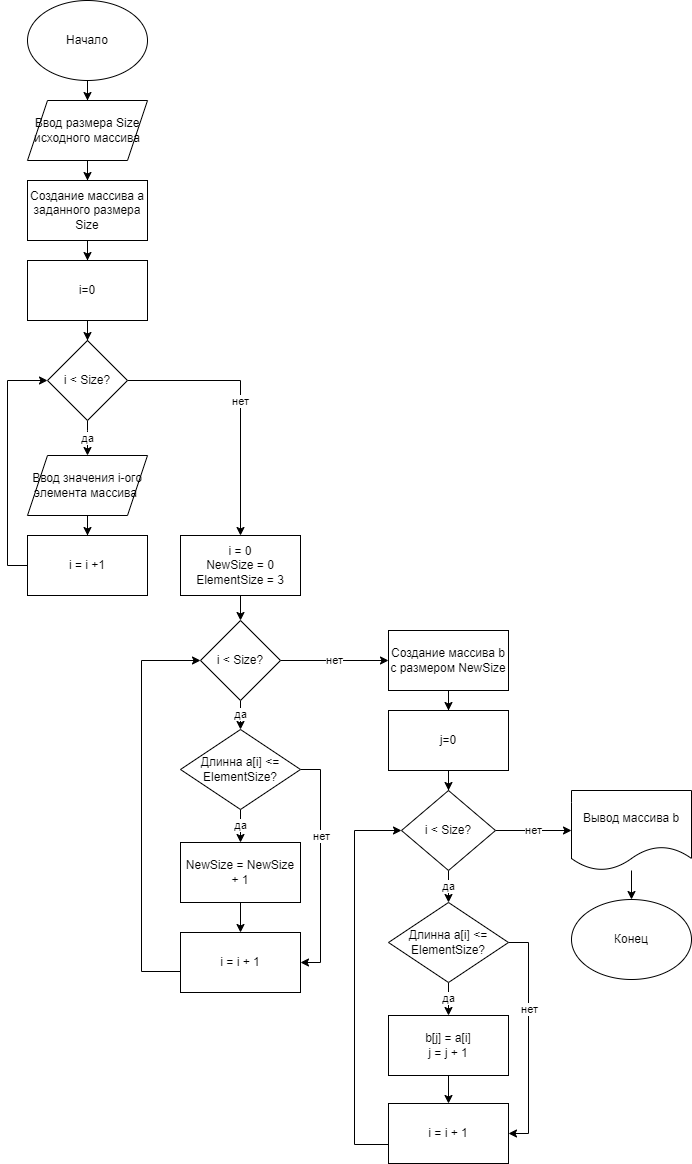 Начало
Ввод размера Size
исходного массива
Создание массива a
заданного размера
Size
i=0
i < Size?
нет
да
Ввод значения i-ого
элемента массива
i = i +1
i = 0
NewSize = 0
ElementSize = 3
i < Size?
нет
да
Длинна a[i] <=
ElementSize?
да
нет
NewSize = NewSize
+ 1
i = i + 1
Создание массива b
с размером NewSize
j=0
i < Size?
нет
да
Длинна a[i] <=
ElementSize?
да
нет
b[j] = a[i]
j = j + 1
i = i + 1
Вывод массива b
Конец